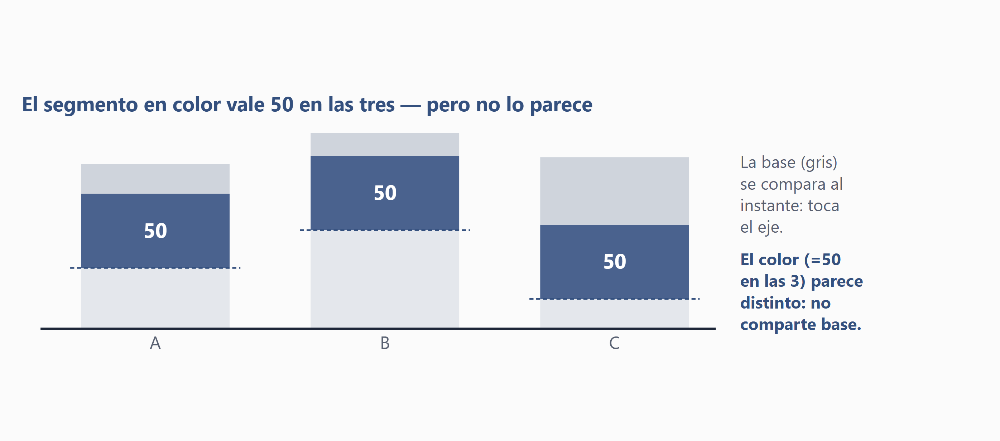 El segmento en color vale 50 en las tres — pero no lo parece
50
50
50
A
B
C
La base (gris)
se compara al
instante: toca
el eje.
El color (=50
en las 3) parece
distinto: no
comparte base.